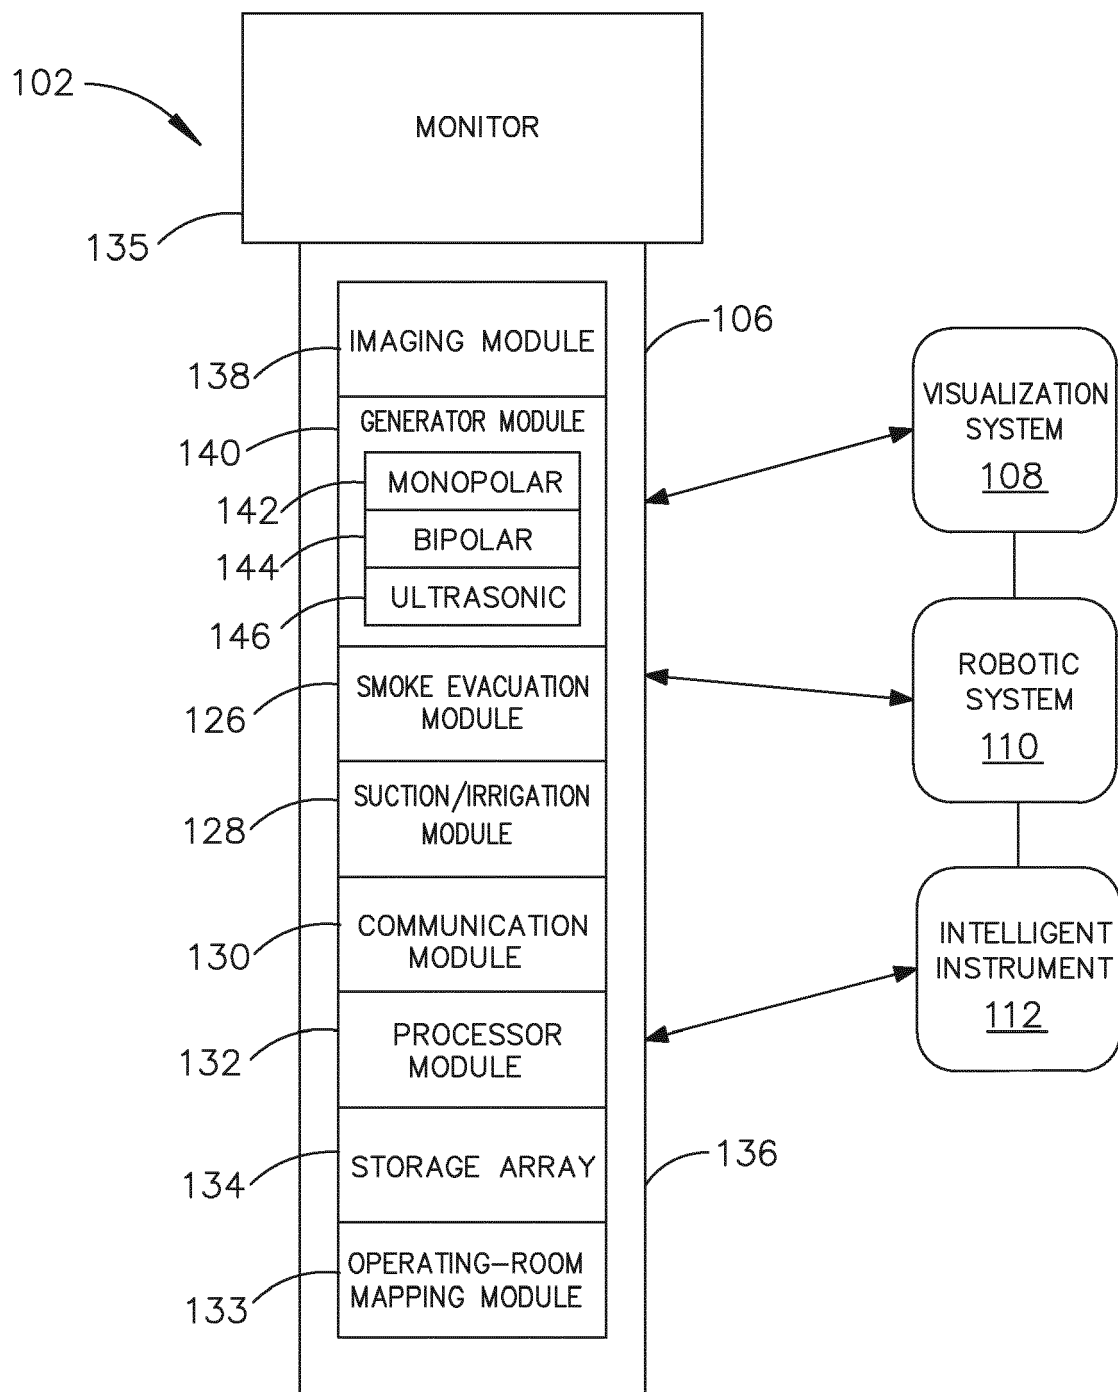 102
MONITOR
135
106
IMAGING MODULE
138
GENERATOR MODULE
140
MONOPOLAR
142
BIPOLAR
144
ULTRASONIC
146
SMOKE EVACUATION
MODULE
126
SUCTION/IRRIGATION
MODULE
128
COMMUNICATION
MODULE
130
PROCESSOR
MODULE
132
STORAGE ARRAY
134
136
OPERATING-ROOM
MAPPING MODULE
133
VISUALIZATION
SYSTEM
108
ROBOTIC
SYSTEM
110
INTELLIGENT
INSTRUMENT
112